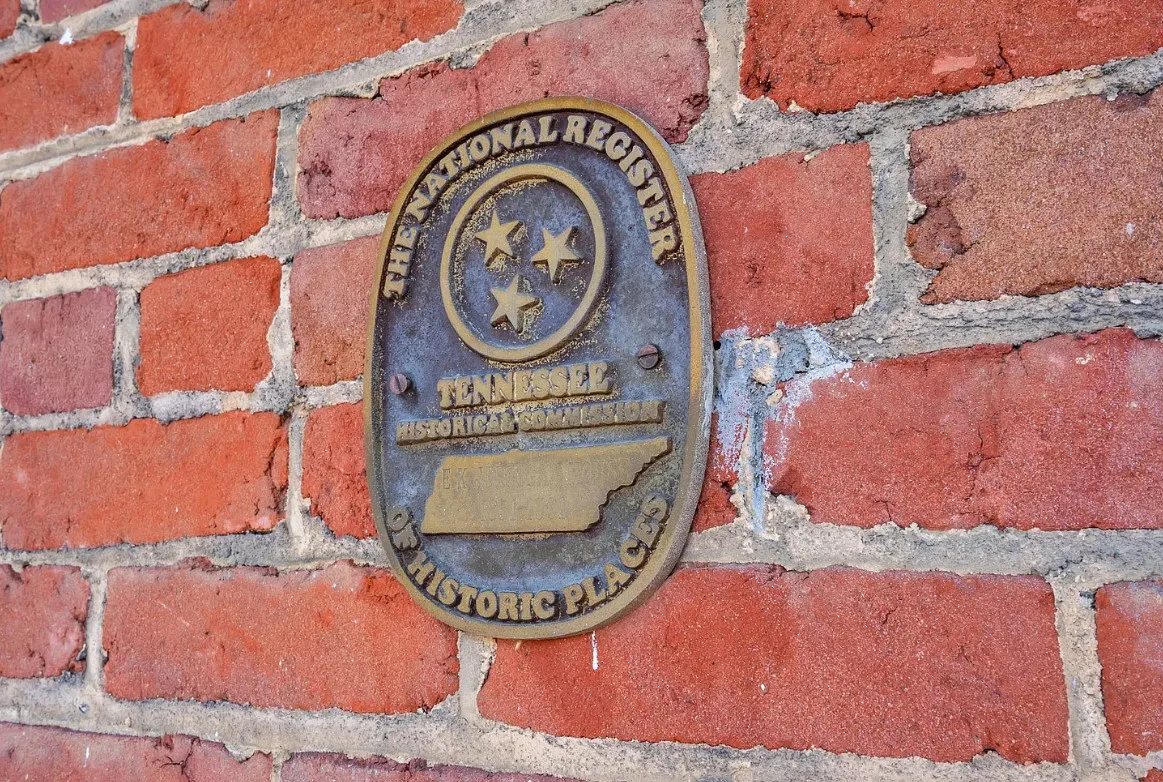 THE NATIONAL REGISTER
TENNESSEE
HISTORICAL COMMISSION
OF HISTORIC PLACES